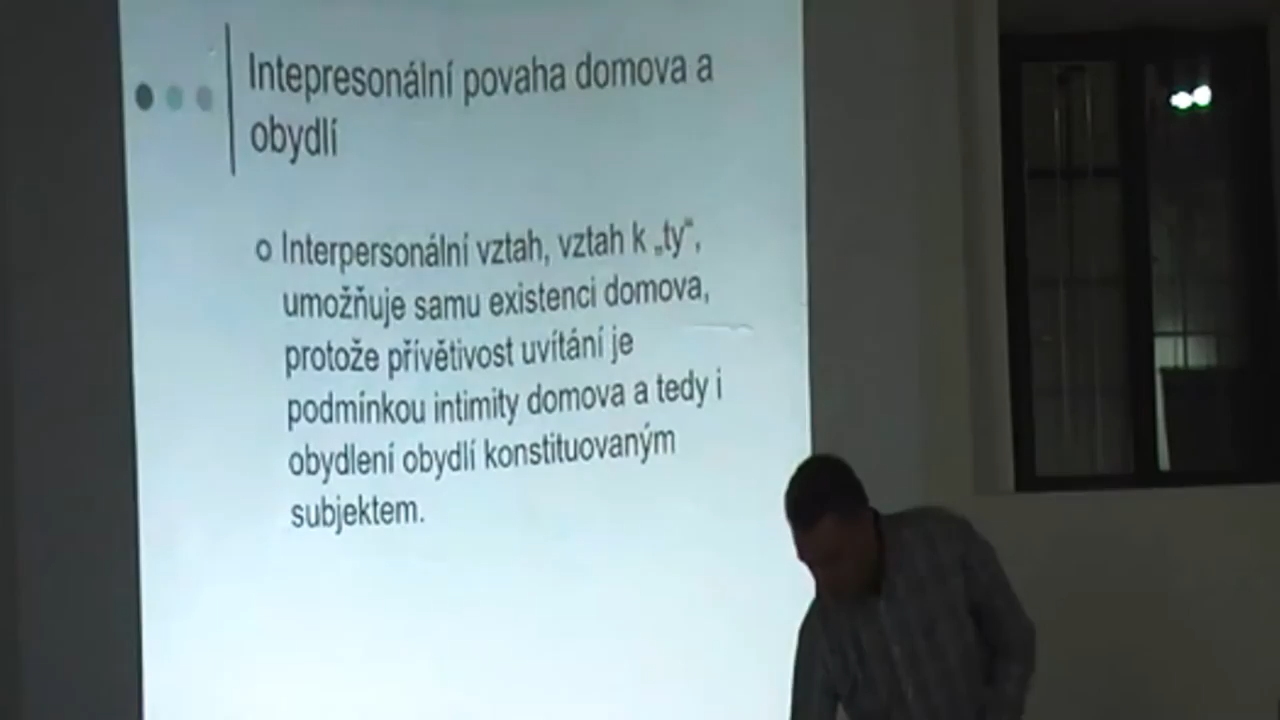 Intepresonální povaha domova a
obydlí
Interpersonální vztah, vztah k „ty“,
umožňuje samu existenci domova,
protože přívětivost uvítání je
podmínkou intimity domova a tedy i
obydlení obydlí konstituovaným
subjektem.